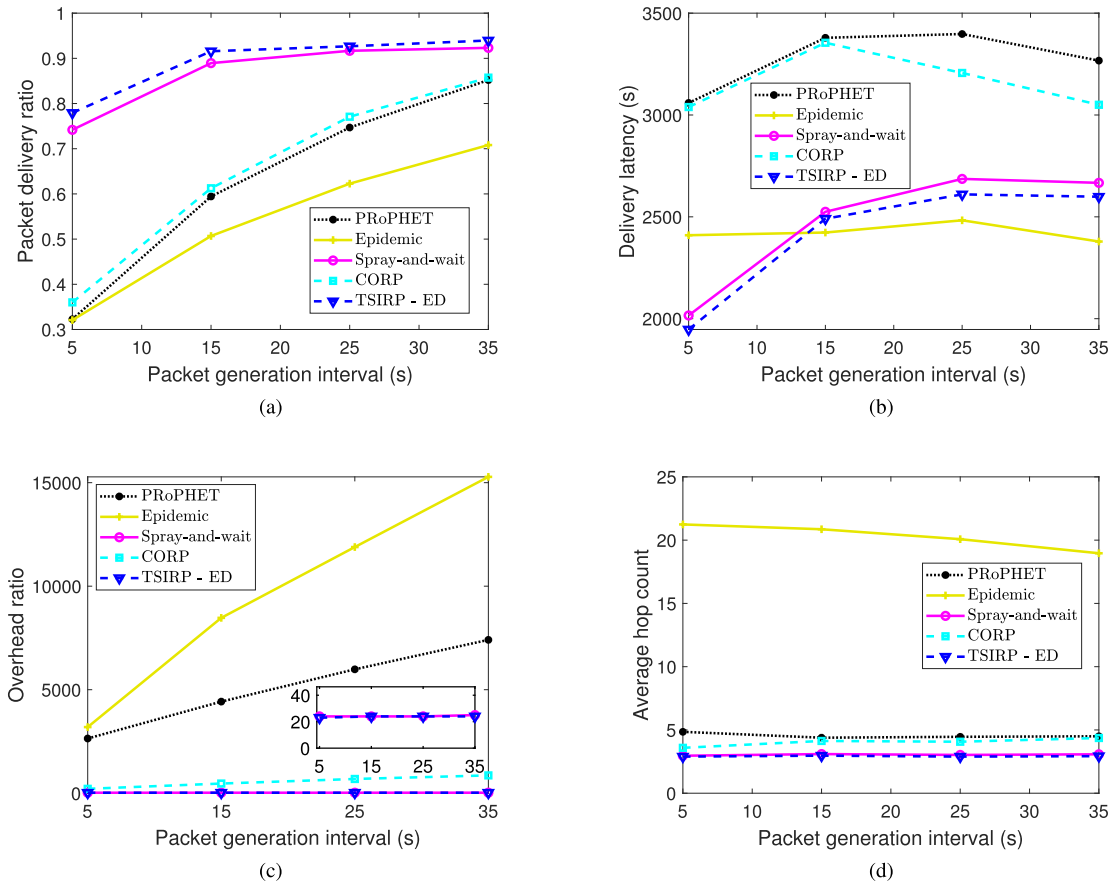 Packet delivery ratio
1
0.9
0.8
0.7
0.6
0.5
0.4
0.3
PRoPHET
Epidemic
Spray-and-wait
CORP
TSIRP - ED
5 10 15 20 25 30 35
Packet generation interval (s)
(a)
Delivery latency (s)
3500
3000
2500
2000
PRoPHET
Epidemic
Spray-and-wait
CORP
TSIRP - ED
5 10 15 20 25 30 35
Packet generation interval (s)
(b)
Overhead ratio
15000
10000
5000
0
PRoPHET
Epidemic
Spray-and-wait
CORP
TSIRP - ED
40
20
0
5 15 25 35
5 10 15 20 25 30 35
Packet generation interval (s)
(c)
Average hop count
25
20
15
10
5
0
PRoPHET
Epidemic
Spray-and-wait
CORP
TSIRP - ED
5 10 15 20 25 30 35
Packet generation interval (s)
(d)